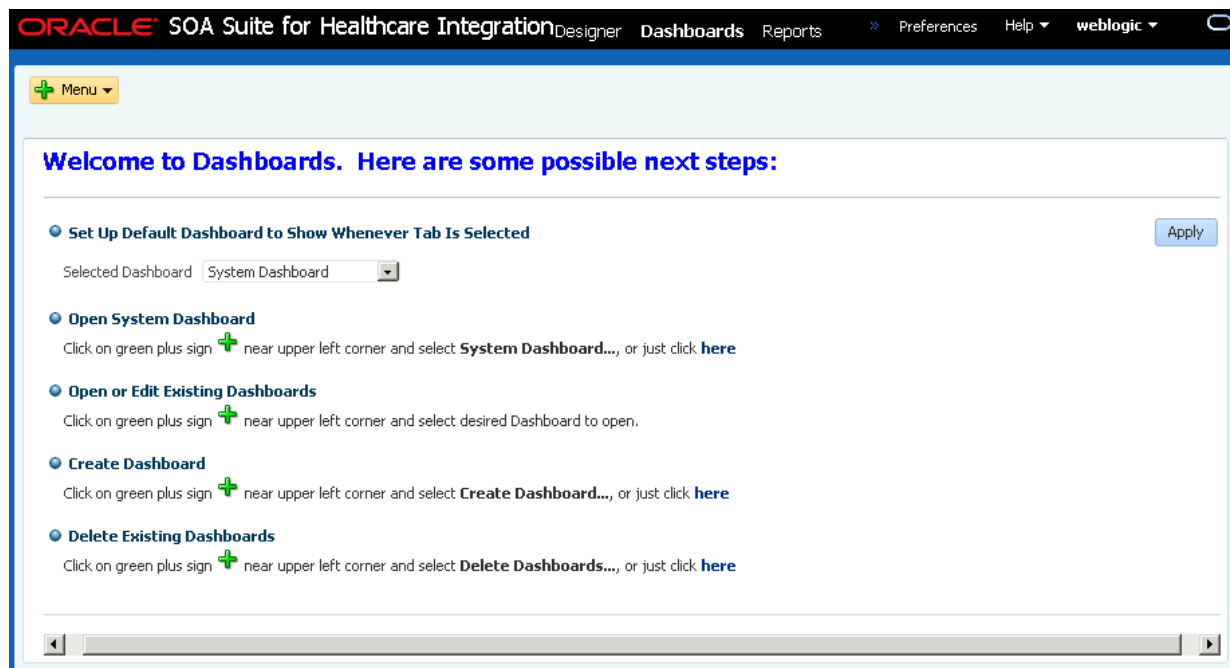 ORACLE SOA Suite for Healthcare Integration Designer Dashboards Reports » Preferences Help weblogic
Menu
Welcome to Dashboards. Here are some possible next steps:
Set Up Default Dashboard to Show Whenever Tab Is Selected
Apply
Selected Dashboard System Dashboard
Open System Dashboard
Click on green plus sign near upper left corner and select System Dashboard..., or just click here
Open or Edit Existing Dashboards
Click on green plus sign near upper left corner and select desired Dashboard to open.
Create Dashboard
Click on green plus sign near upper left corner and select Create Dashboard..., or just click here
Delete Existing Dashboards
Click on green plus sign near upper left corner and select Delete Dashboards..., or just click here